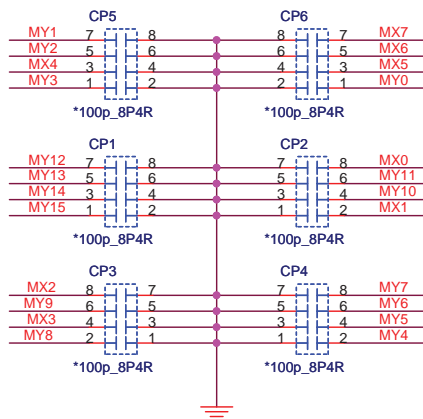 CP5 CP6
MY1 7 8 8 7 MX7
MY2 5 6 6 5 MX6
MX4 3 4 4 3 MX5
MY3 1 2 2 1 MY0
*100p_8P4R *100p_8P4R
CP1 CP2
MY12 7 8 7 8 MX0
MY13 5 6 5 6 MY11
MY14 3 4 3 4 MY10
MY15 1 2 1 2 MX1
*100p_8P4R *100p_8P4R
CP3 CP4
MX2 8 7 7 8 MY7
MY9 6 5 5 6 MY6
MX3 4 3 3 4 MY5
MY8 2 1 1 2 MY4
*100p_8P4R *100p_8P4R